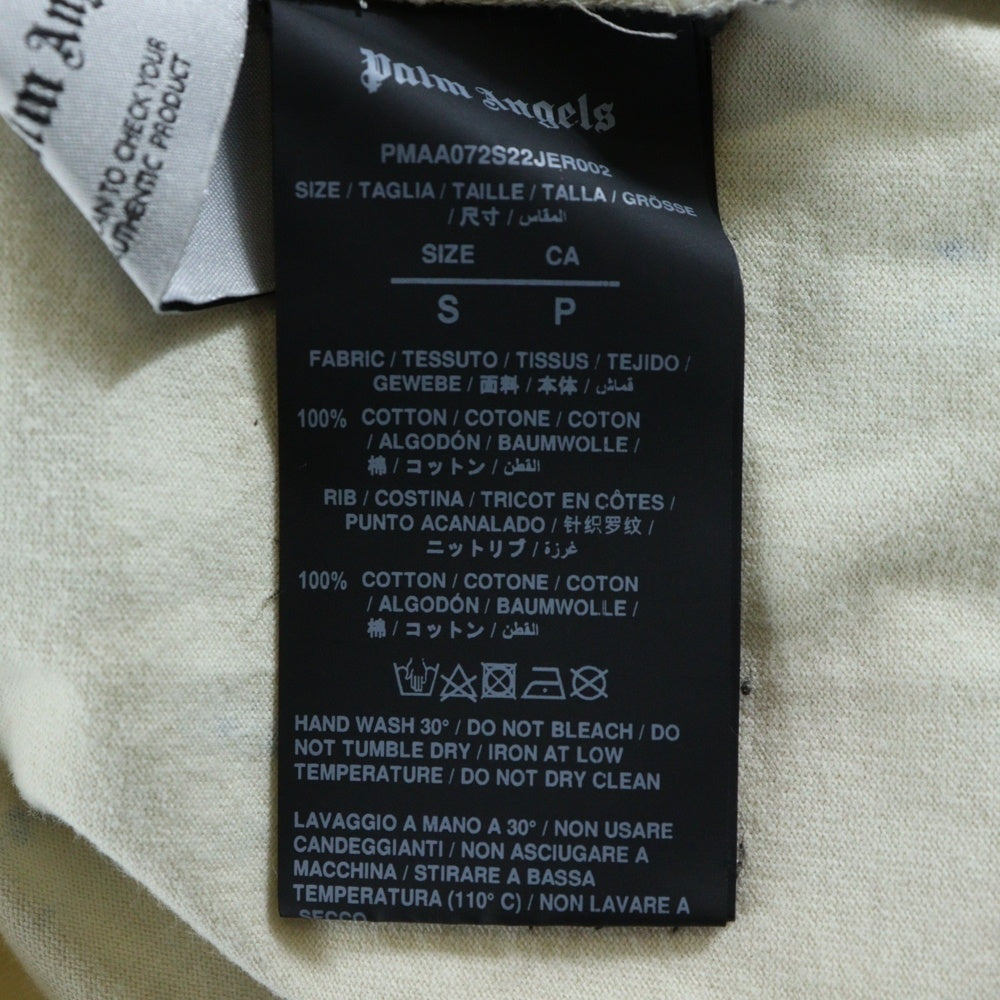 Palm Angels
PMAA072S22JER002
SIZE / TAGLIA / TAILLE / TALLA / GRÖSSE
/ 尺寸 / المقاس
SIZE CA
S P
FABRIC / TESSUTO / TISSUS / TEJIDO /
GEWEBE / 面料 / 本体 / قماش
100% COTTON / COTONE / COTON
/ ALGODÓN / BAUMWOLLE /
棉 / コットン / القطن
RIB / COSTINA / TRICOT EN CÔTES /
PUNTO ACANALADO / 针织罗纹 /
ニットリブ / غرزة
100% COTTON / COTONE / COTON
/ ALGODÓN / BAUMWOLLE /
棉 / コットン / القطن
HAND WASH 30° / DO NOT BLEACH / DO
NOT TUMBLE DRY / IRON AT LOW
TEMPERATURE / DO NOT DRY CLEAN
LAVAGGIO A MANO A 30° / NON USARE
CANDEGGIANTI / NON ASCIUGARE A
MACCHINA / STIRARE A BASSA
TEMPERATURA (110° C) / NON LAVARE A
SECCO
TO CHECK YOUR
PRODUCT